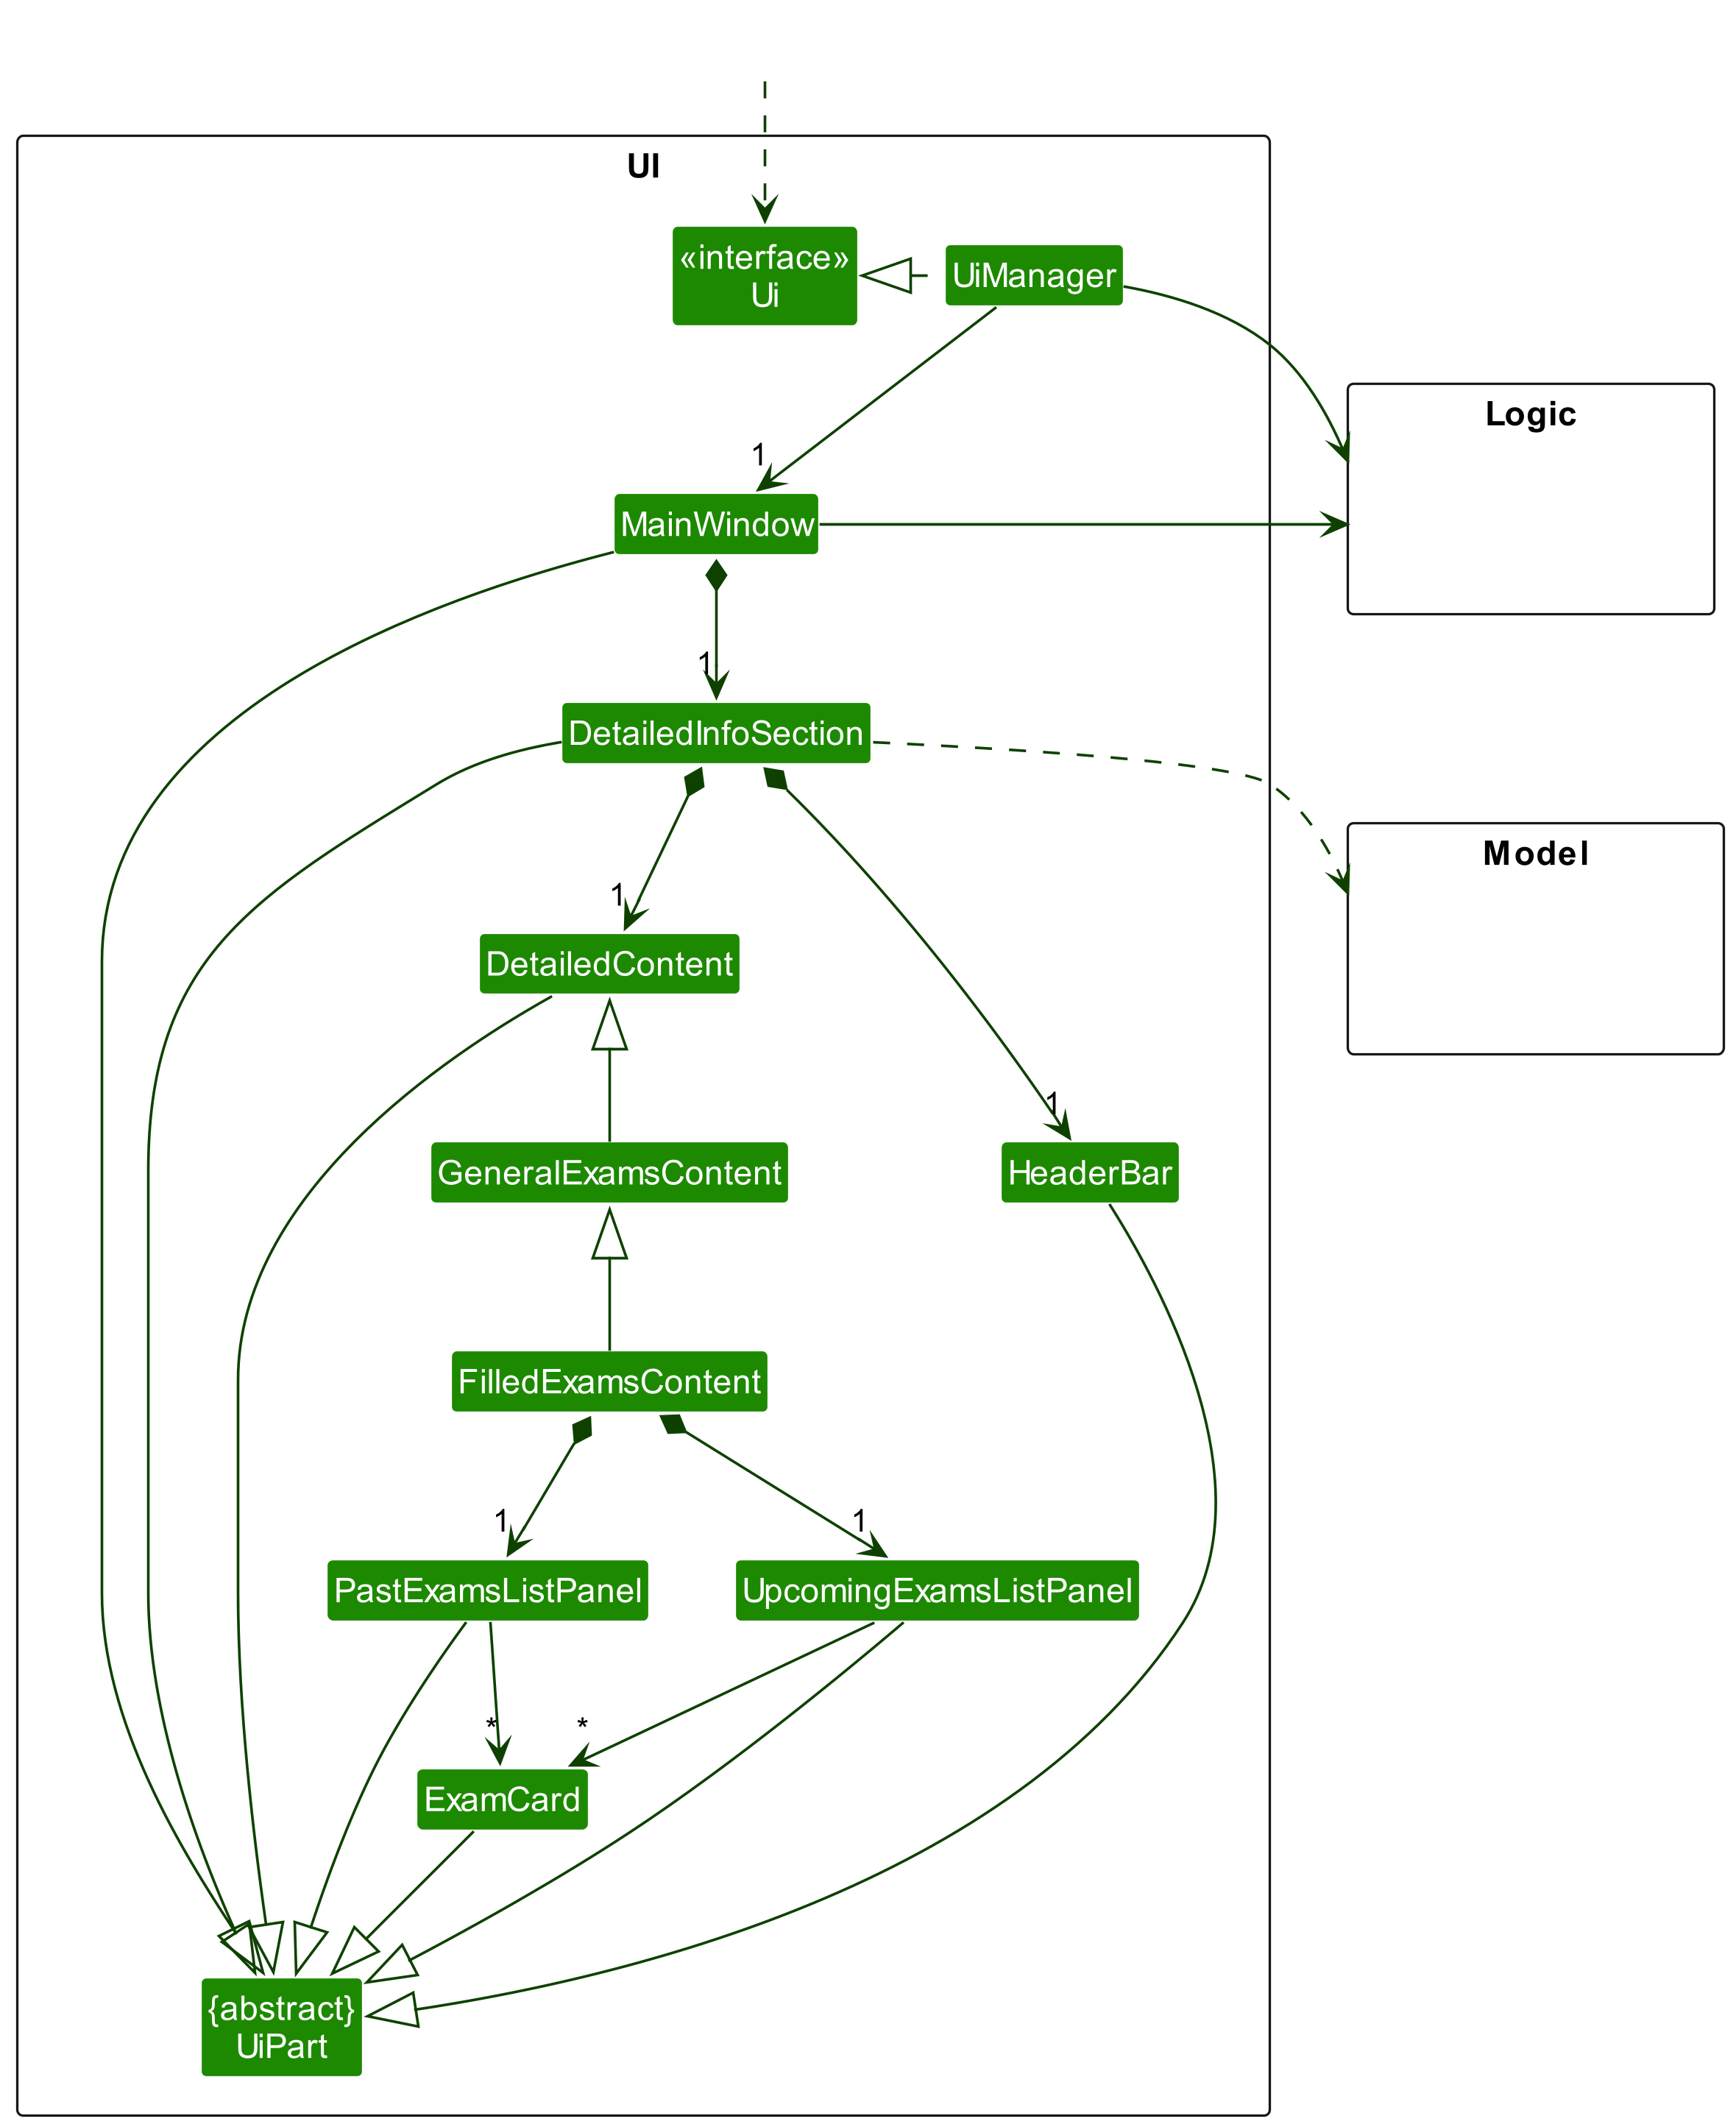 UI
«interface»
Ui
UiManager
Logic
1
MainWindow
1
DetailedInfoSection
Model
1
DetailedContent
1
GeneralExamsContent
HeaderBar
FilledExamsContent
1
1
PastExamsListPanel
UpcomingExamsListPanel
*
*
ExamCard
{abstract}
UiPart